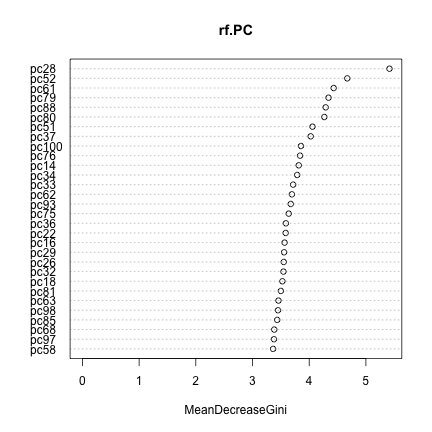 rf.PC
pc28
pc52
pc61
pc79
pc88
pc80
pc51
pc37
pc100
pc76
pc14
pc34
pc33
pc62
pc93
pc75
pc36
pc22
pc16
pc29
pc26
pc32
pc18
pc81
pc63
pc98
pc85
pc68
pc97
pc58
0 1 2 3 4 5
MeanDecreaseGini